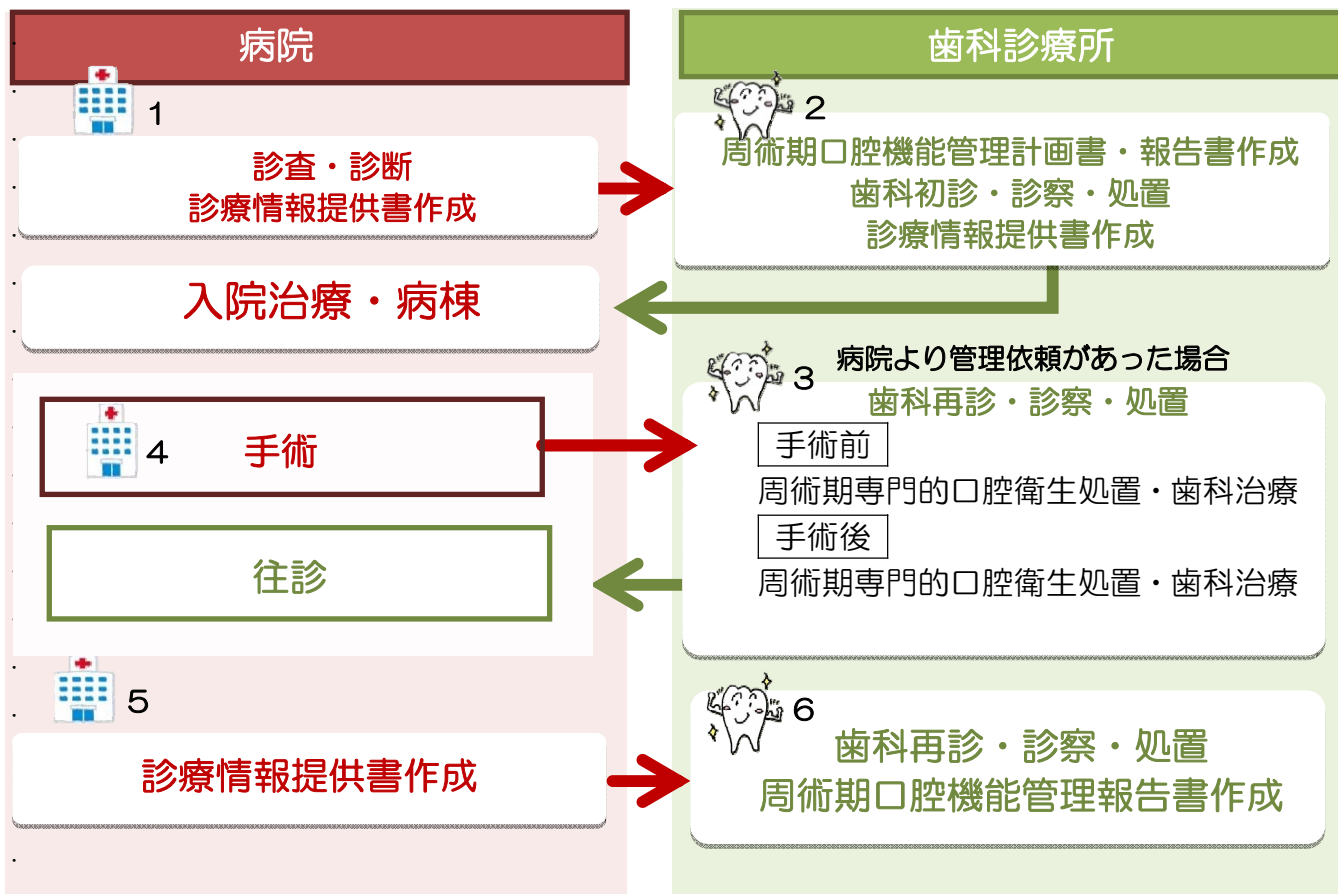 病院
歯科診療所
1
診査・診断
診療情報提供書作成
2
周術期口腔機能管理計画書・報告書作成
歯科初診・診察・処置
診療情報提供書作成
入院治療・病棟
3
病院より管理依頼があった場合
歯科再診・診察・処置
手術前
周術期専門的口腔衛生処置・歯科治療
手術後
周術期専門的口腔衛生処置・歯科治療
4
手術
往診
5
診療情報提供書作成
6
歯科再診・診察・処置
周術期口腔機能管理報告書作成